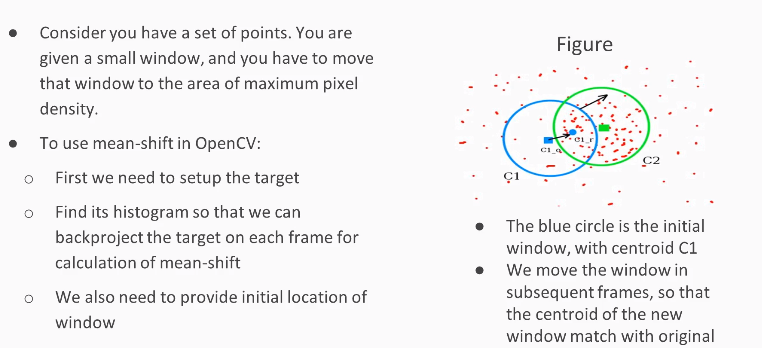 ● Consider you have a set of points. You are
given a small window, and you have to move
that window to the area of maximum pixel
density.
● To use mean-shift in OpenCV:
○ First we need to setup the target
○ Find its histogram so that we can
backproject the target on each frame for
calculation of mean-shift
○ We also need to provide initial location of
window
Figure
C1_r
C1_o
C2
C1
● The blue circle is the initial
window, with centroid C1
● We move the window in
subsequent frames, so that
the centroid of the new
window match with original